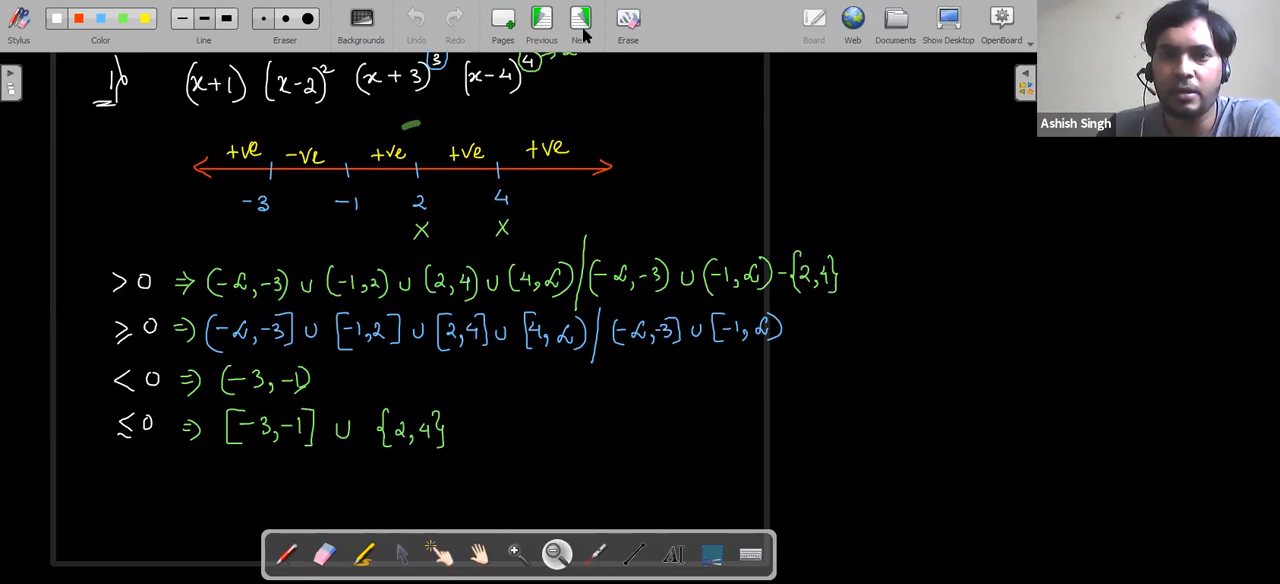 Stylus Color Line Eraser Backgrounds Undo Redo Pages Previous Next Erase Board Web Documents Show Desktop OpenBoard
1) (x+1) (x-2)² (x+3)³ (x-4)⁴
Ashish Singh
+ve -ve +ve +ve +ve
-3 -1 2 4
X X
>0 ⇒ (-∞,-3) ∪ (-1,2) ∪ (2,4) ∪ (4,∞) / (-∞,-3) ∪ (-1,∞) - {2,4}
≥0 ⇒ (-∞,-3] ∪ [-1,2] ∪ [2,4] ∪ [4,∞) / (-∞,-3] ∪ [-1,∞)
<0 ⇒ (-3,-1)
≤0 ⇒ [-3,-1] ∪ {2,4}
AI